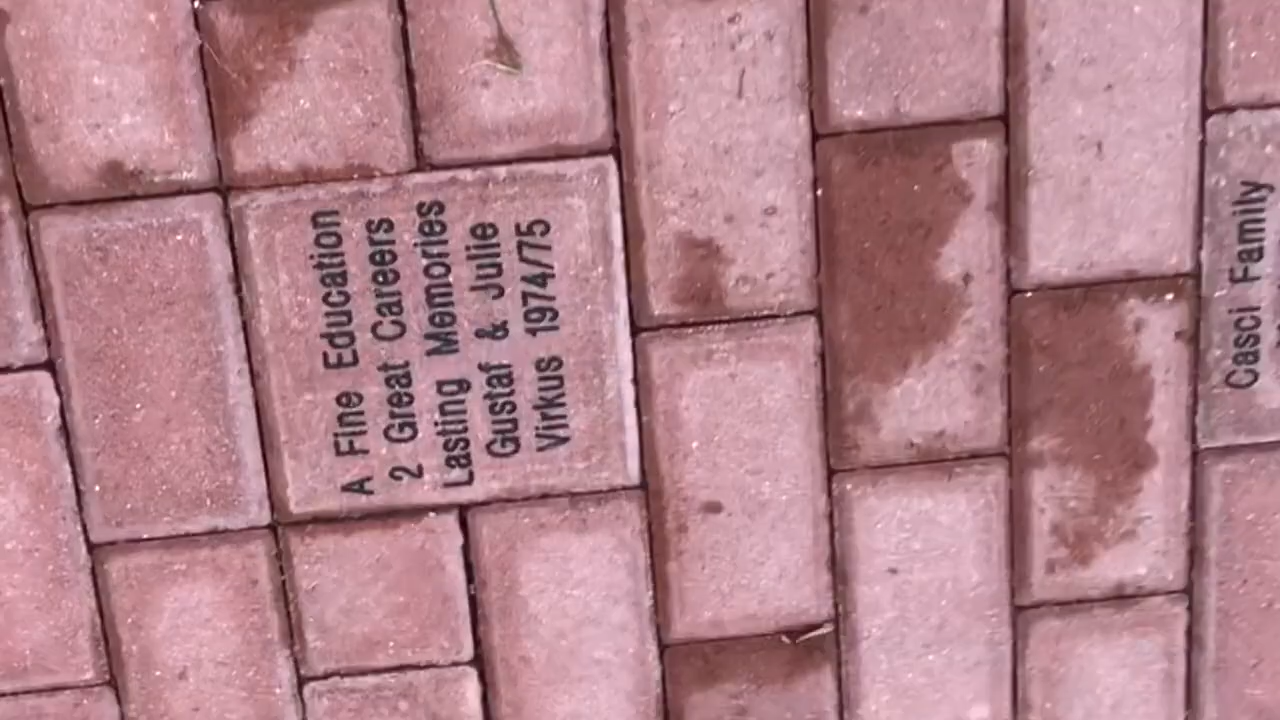 A Fine Education
2 Great Careers
Lasting Memories
Gustaf & Julie
Virkus 1974/75
Casci Family